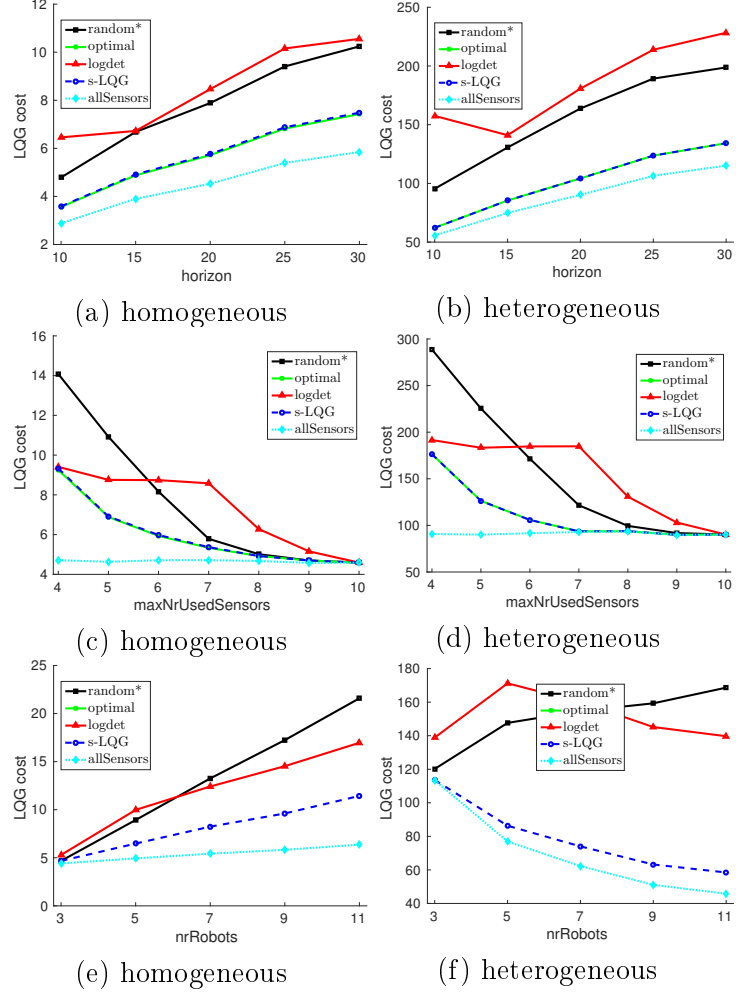 12
10
8
6
4
2
LQG cost
random*
optimal
logdet
s-LQG
allSensors
10 15 20 25 30
horizon
(a) homogeneous
250
200
150
100
50
LQG cost
random*
optimal
logdet
s-LQG
allSensors
10 15 20 25 30
horizon
(b) heterogeneous
16
14
12
10
8
6
4
LQG cost
random*
optimal
logdet
s-LQG
allSensors
4 5 6 7 8 9 10
maxNrUsedSensors
(c) homogeneous
300
250
200
150
100
50
LQG cost
random*
optimal
logdet
s-LQG
allSensors
4 5 6 7 8 9 10
maxNrUsedSensors
(d) heterogeneous
25
20
15
10
5
0
LQG cost
random*
optimal
logdet
s-LQG
allSensors
3 5 7 9 11
nrRobots
(e) homogeneous
180
160
140
120
100
80
60
40
LQG cost
random*
optimal
logdet
s-LQG
allSensors
3 5 7 9 11
nrRobots
(f) heterogeneous